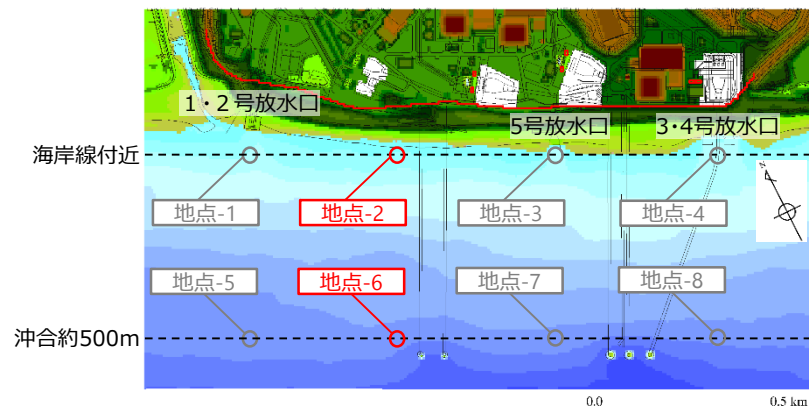 1・2号放水口
5号放水口
3・4号放水口
海岸線付近
地点-1
地点-2
地点-3
地点-4
N
地点-5
地点-6
地点-7
地点-8
沖合約500m
0.0
0.5 km